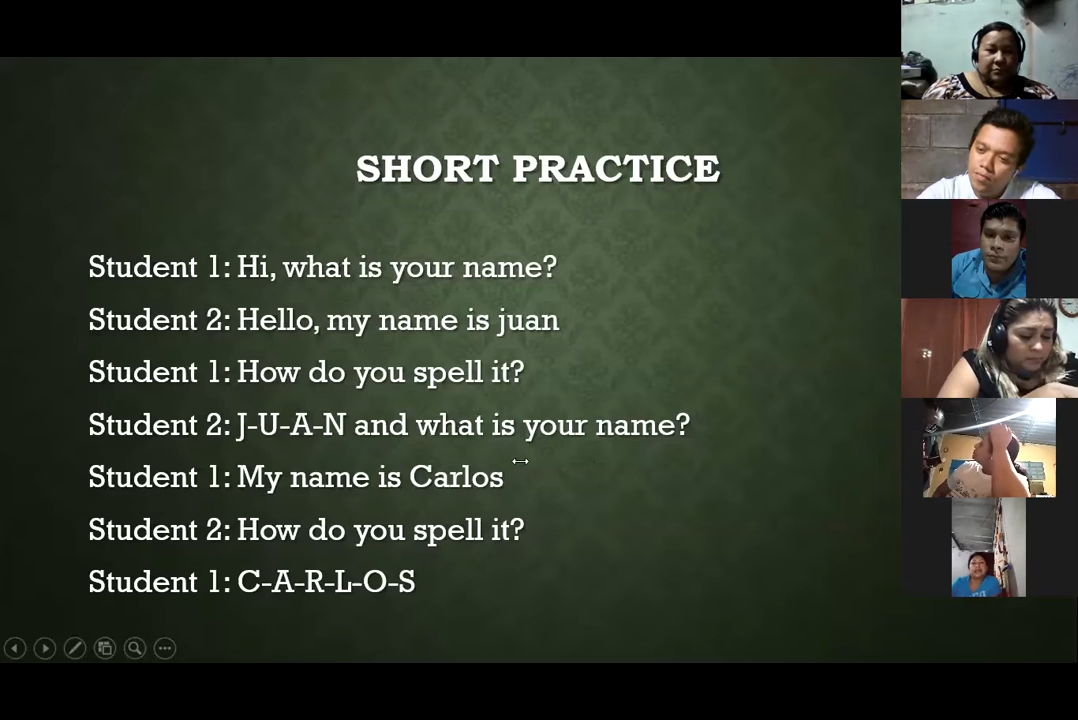 SHORT PRACTICE
Student 1: Hi, what is your name?
Student 2: Hello, my name is juan
Student 1: How do you spell it?
Student 2: J-U-A-N and what is your name?
Student 1: My name is Carlos
Student 2: How do you spell it?
Student 1: C-A-R-L-O-S